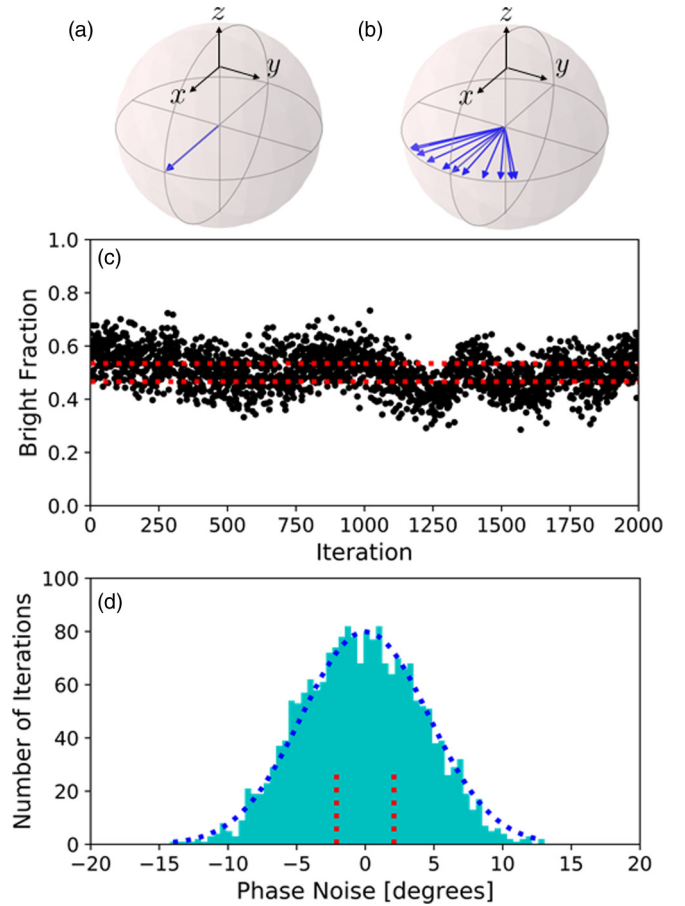 (a)
z
y
x
(b)
z
y
x
(c)
Bright Fraction
1.0
0.8
0.6
0.4
0.2
0.0
0 250 500 750 1000 1250 1500 1750 2000
Iteration
(d)
Number of Iterations
100
80
60
40
20
0
−20 −15 −10 −5 0 5 10 15 20
Phase Noise [degrees]